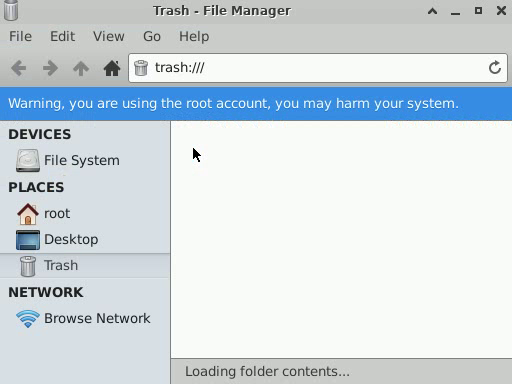 Trash - File Manager
File Edit View Go Help
trash:///
Warning, you are using the root account, you may harm your system.
DEVICES
File System
PLACES
root
Desktop
Trash
NETWORK
Browse Network
Loading folder contents...